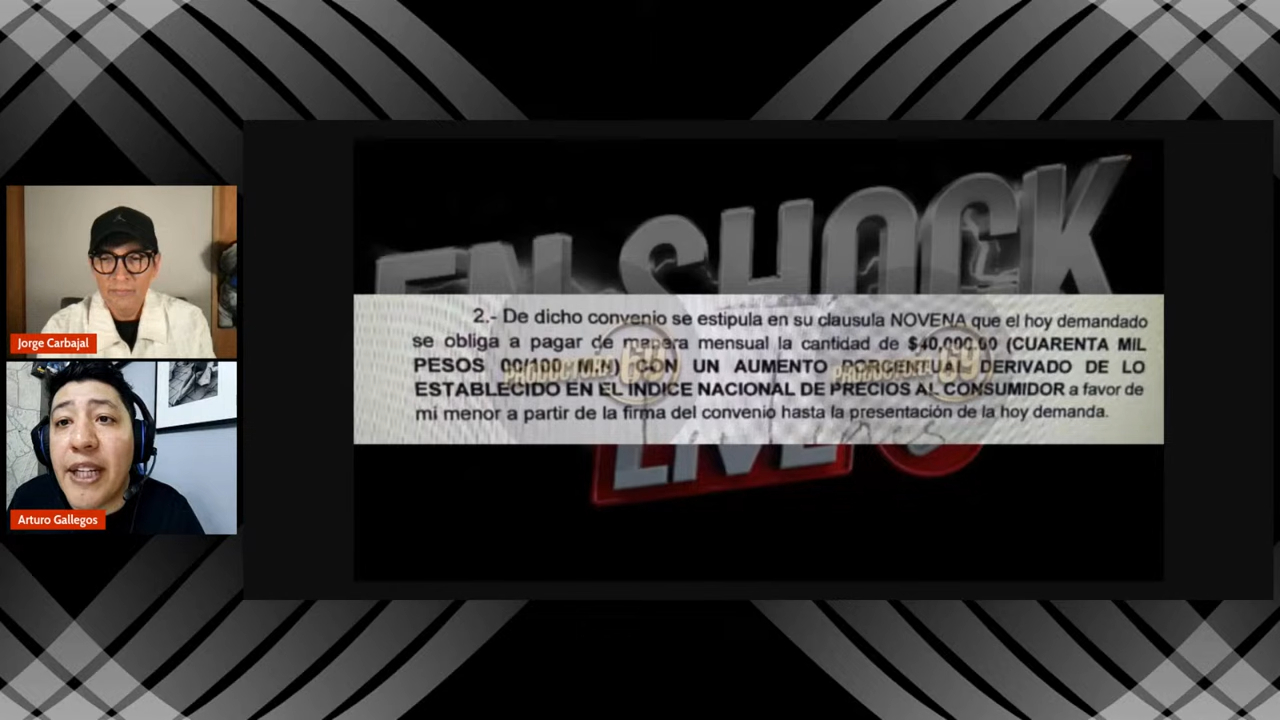 EN SHOCK
2.- De dicho convenio se estipula en su clausula NOVENA que el hoy demandado
se obliga a pagar de manera mensual la cantidad de $40,000.00 (CUARENTA MIL
PESOS 00/100 M.N) CON UN AUMENTO PORCENTUAL DERIVADO DE LO
ESTABLECIDO EN EL INDICE NACIONAL DE PRECIOS AL CONSUMIDOR a favor de
mi menor a partir de la firma del convenio hasta la presentación de la hoy demanda.
LIVE
Jorge Carbajal
Arturo Gallegos